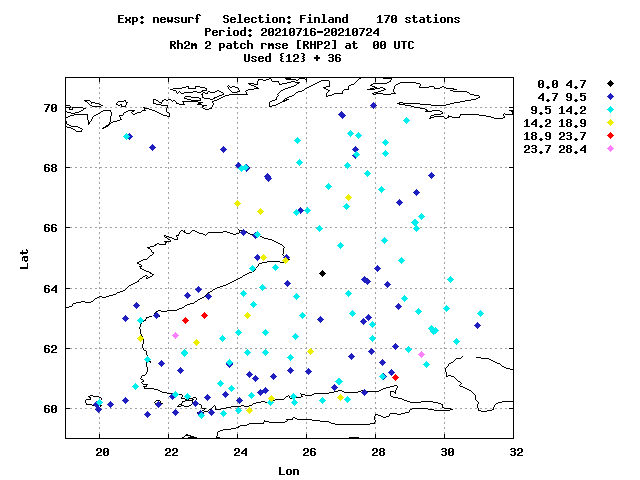 Exp: newsurf   Selection: Finland    170 stations
Period: 20210716-20210724
Rh2m 2 patch rmse [RHP2] at  00 UTC
Used {12} + 36
0.0 4.7
4.7 9.5
9.5 14.2
14.2 18.9
18.9 23.7
23.7 28.4
70
68
66
64
62
60
Lat
20 22 24 26 28 30 32
Lon